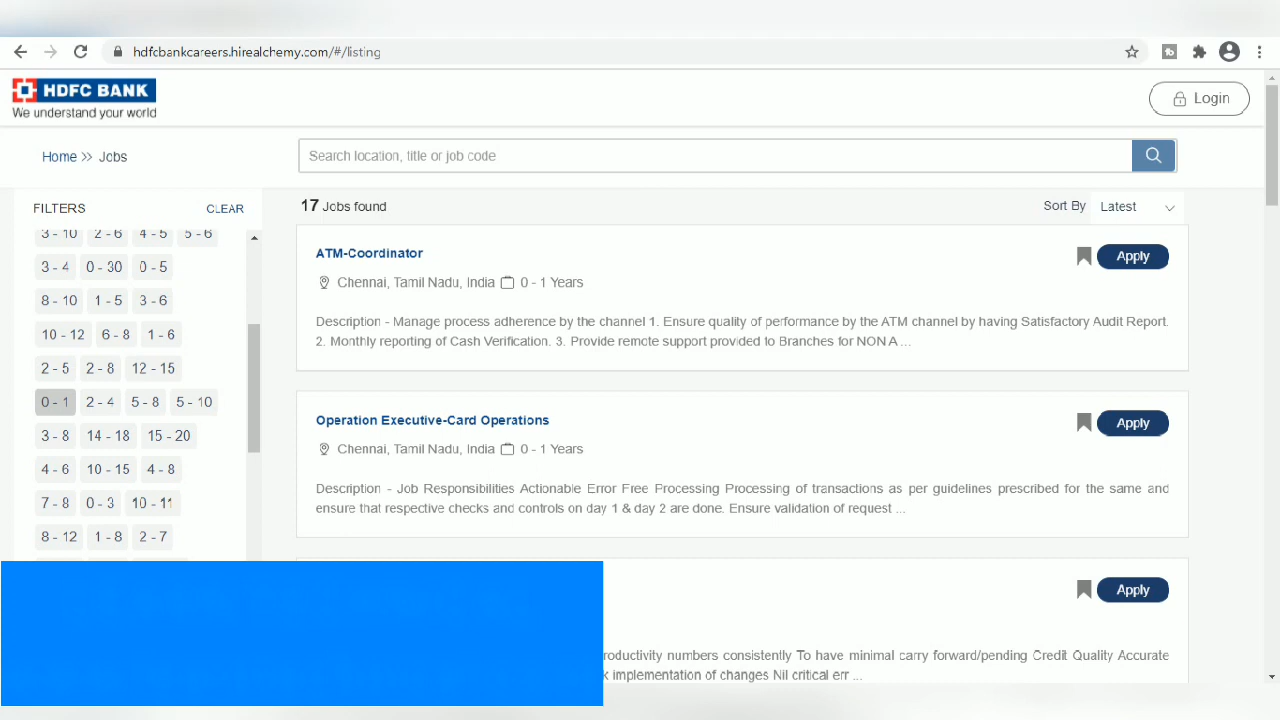 hdfcbankcareers.hirealchemy.com/#/listing
HDFC BANK
We understand your world
Login
Home >> Jobs
Search location, title or job code
FILTERS
CLEAR
17 Jobs found
Sort By Latest
3 - 10 2 - 6 4 - 5 5 - 6
3 - 4 0 - 30 0 - 5
8 - 10 1 - 5 3 - 6
10 - 12 6 - 8 1 - 6
2 - 5 2 - 8 12 - 15
0 - 1 2 - 4 5 - 8 5 - 10
3 - 8 14 - 18 15 - 20
4 - 6 10 - 15 4 - 8
7 - 8 0 - 3 10 - 11
8 - 12 1 - 8 2 - 7
ATM-Coordinator
Apply
Chennai, Tamil Nadu, India 0 - 1 Years
Description - Manage process adherence by the channel 1. Ensure quality of performance by the ATM channel by having Satisfactory Audit Report.
2. Monthly reporting of Cash Verification. 3. Provide remote support provided to Branches for NON A ...
Operation Executive-Card Operations
Apply
Chennai, Tamil Nadu, India 0 - 1 Years
Description - Job Responsibilities Actionable Error Free Processing Processing of transactions as per guidelines prescribed for the same and
ensure that respective checks and controls on day 1 & day 2 are done. Ensure validation of request ...
Apply
numbers consistently To have minimal carry forward/pending Credit Quality Accurate
implementation of changes Nil critical err ...